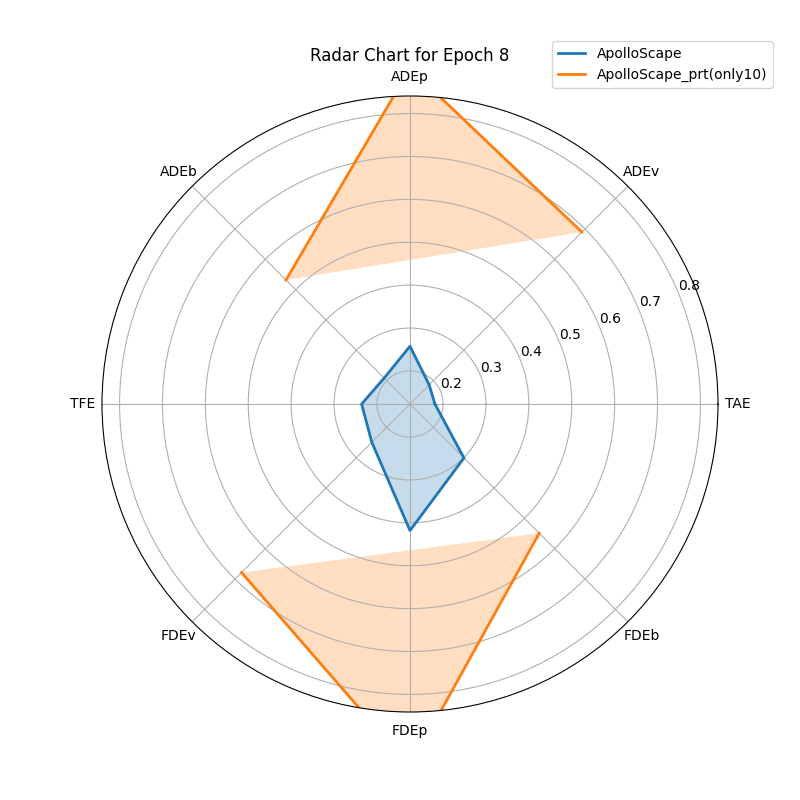 Radar Chart for Epoch 8
ApolloScape
ApolloScape_prt(only10)
ADEp
ADEb
ADEv
0.8
0.7
0.6
0.5
0.4
0.3
0.2
TFE
TAE
FDEv
FDEb
FDEp